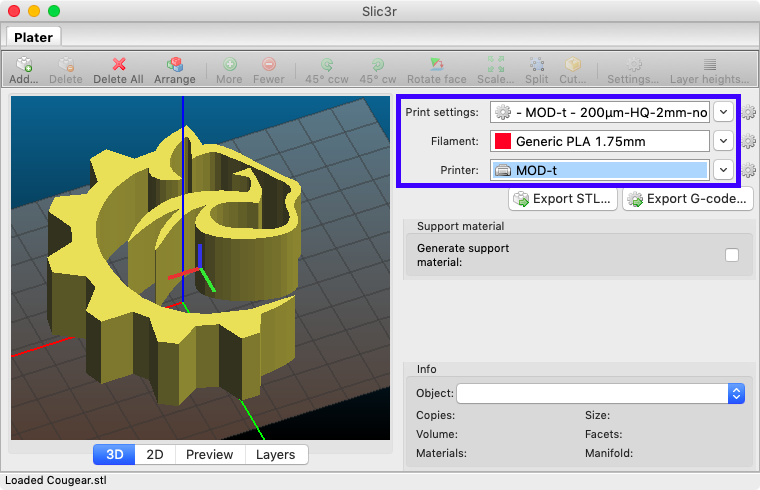 Slic3r
Plater
Add... Delete Delete All Arrange More Fewer 45° ccw 45° cw Rotate face Scale... Split Cut... Settings... Layer heights...
Print settings: - MOD-t - 200µm-HQ-2mm-no
Filament: Generic PLA 1.75mm
Printer: MOD-t
Export STL... Export G-code...
Support material
Generate support
material:
Info
Object:
Copies: Size:
Volume: Facets:
Materials: Manifold:
3D 2D Preview Layers
Loaded Cougear.stl